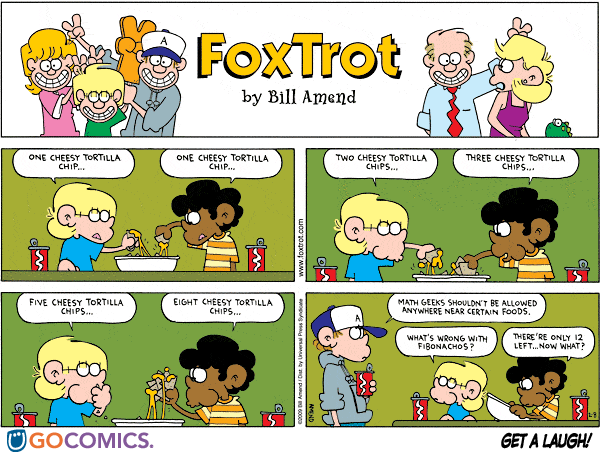 FoxTrot
by Bill Amend
A
ONE CHEESY TORTILLA
CHIP...
ONE CHEESY TORTILLA
CHIP...
TWO CHEESY TORTILLA
CHIPS...
THREE CHEESY TORTILLA
CHIPS...
www.foxtrot.com
FIVE CHEESY TORTILLA
CHIPS...
EIGHT CHEESY TORTILLA
CHIPS...
©2009 Bill Amend / Dist. by Universal Press Syndicate
MATH GEEKS SHOULDN'T BE ALLOWED
ANYWHERE NEAR CERTAIN FOODS.
A
WHAT'S WRONG WITH
FIBONACHOS?
THERE'RE ONLY 12
LEFT...NOW WHAT?
2-8
GOCOMICS.
GET A LAUGH!